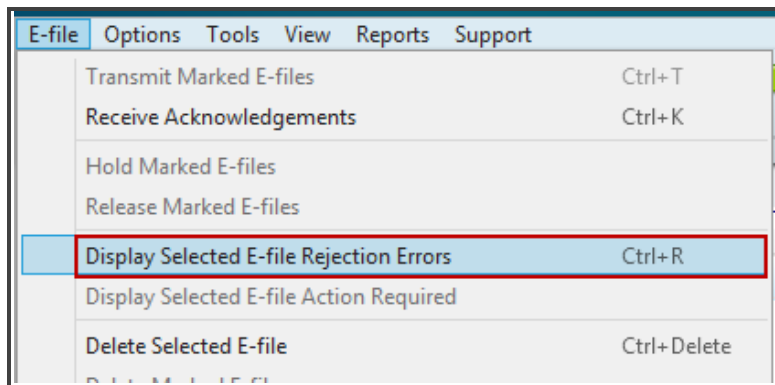 E-file Options Tools View Reports Support
Transmit Marked E-files Ctrl+T
Receive Acknowledgements Ctrl+K
Hold Marked E-files
Release Marked E-files
Display Selected E-file Rejection Errors Ctrl+R
Display Selected E-file Action Required
Delete Selected E-file Ctrl+Delete